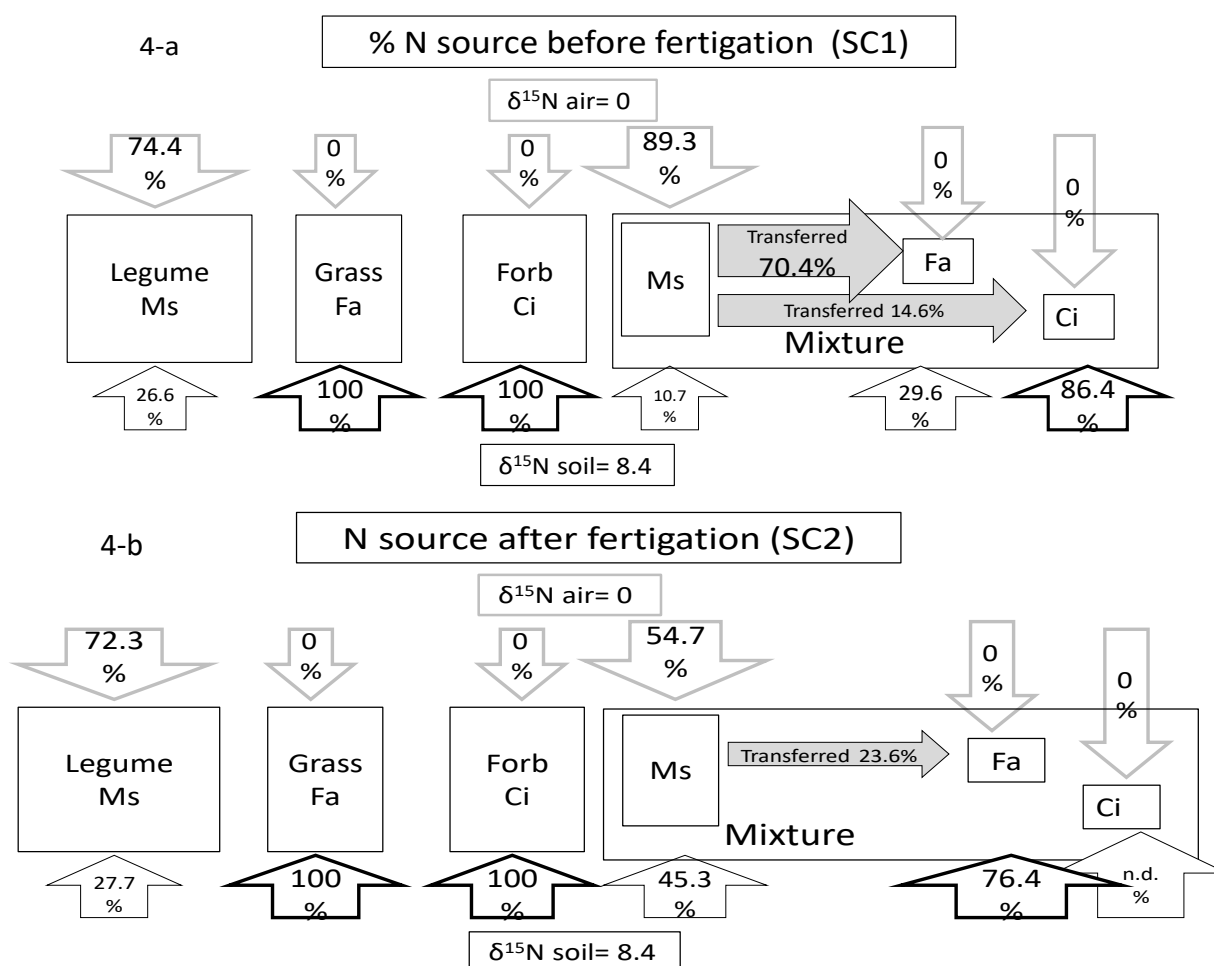 4-a
% N source before fertigation (SC1)
δ¹⁵N air= 0
74.4
%
0
%
0
%
89.3
%
0
%
0
%
Legume
Ms
Grass
Fa
Forb
Ci
Ms
Transferred
70.4%
Fa
Transferred 14.6%
Ci
Mixture
26.6
%
100
%
100
%
10.7
%
29.6
%
86.4
%
δ¹⁵N soil= 8.4
4-b
N source after fertigation (SC2)
δ¹⁵N air= 0
72.3
%
0
%
0
%
54.7
%
0
%
0
%
Legume
Ms
Grass
Fa
Forb
Ci
Ms
Transferred 23.6%
Fa
Ci
Mixture
27.7
%
100
%
100
%
45.3
%
76.4
%
n.d.
%
δ¹⁵N soil= 8.4